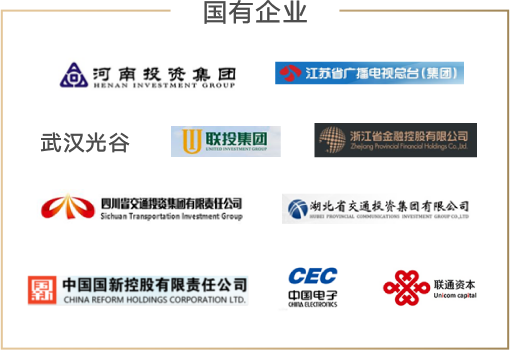 国有企业
河南投资集团
HENAN INVESTMENT GROUP
江苏省广播电视总台(集团)
武汉光谷
联投集团
UNITED INVESTMENT GROUP
浙江省金融控股有限公司
Zhejiang Provincial Financial Holdings Co.,Ltd.
四川省交通投资集团有限责任公司
Sichuan Transportation Investment Group
湖北省交通投资集团有限公司
HUBEI PROVINCIAL COMMUNICATIONS INVESTMENT GROUP CO.,LTD
国新
中国国新控股有限责任公司
CHINA REFORM HOLDINGS CORPORATION LTD.
CEC
中国电子
CHINA ELECTRONICS
联通资本
Unicom capital